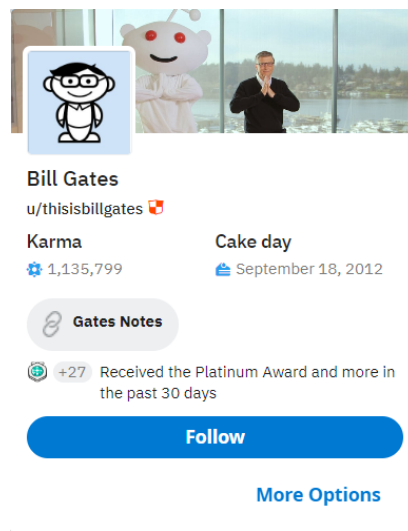 Bill Gates
u/thisisbillgates
Karma
Cake day
1,135,799
September 18, 2012
Gates Notes
+27 Received the Platinum Award and more in
the past 30 days
Follow
More Options